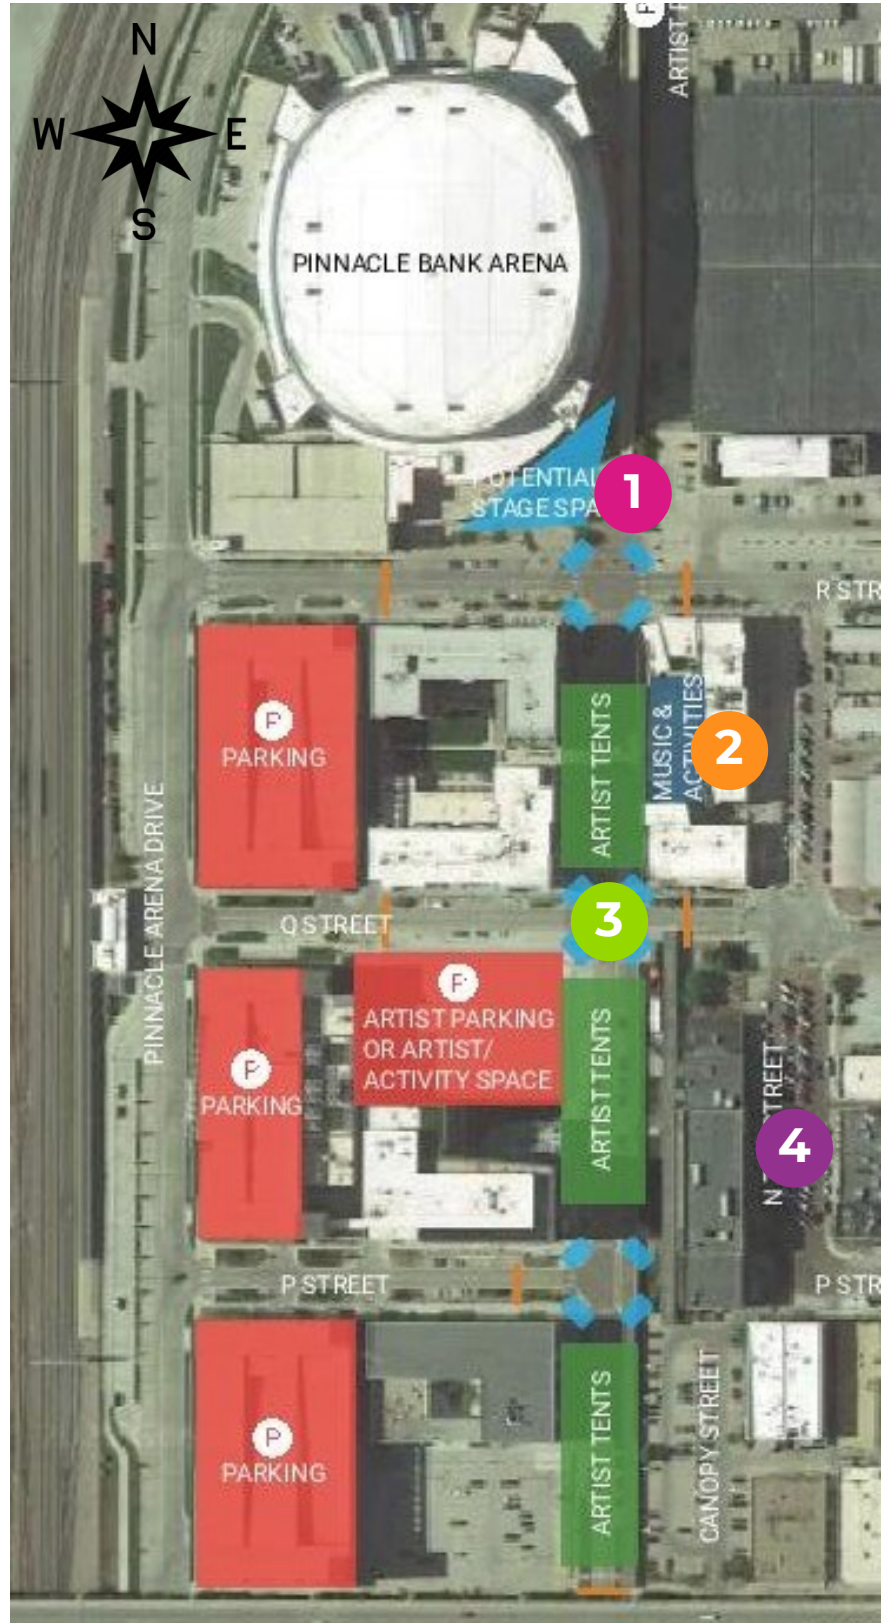 N
W
E
S
ARTIST
P
PINNACLE BANK ARENA
POTENTIAL
STAGE SPA
1
R STR
P
PARKING
ARTIST TENTS
MUSIC &
ACTIVITIES
2
PINNACLE ARENA DRIVE
Q STREET
3
P
ARTIST PARKING
OR ARTIST/
ACTIVITY SPACE
P
PARKING
ARTIST TENTS
N
STREET
4
P STREET
P STR
P
PARKING
ARTIST TENTS
CANOPY STREET